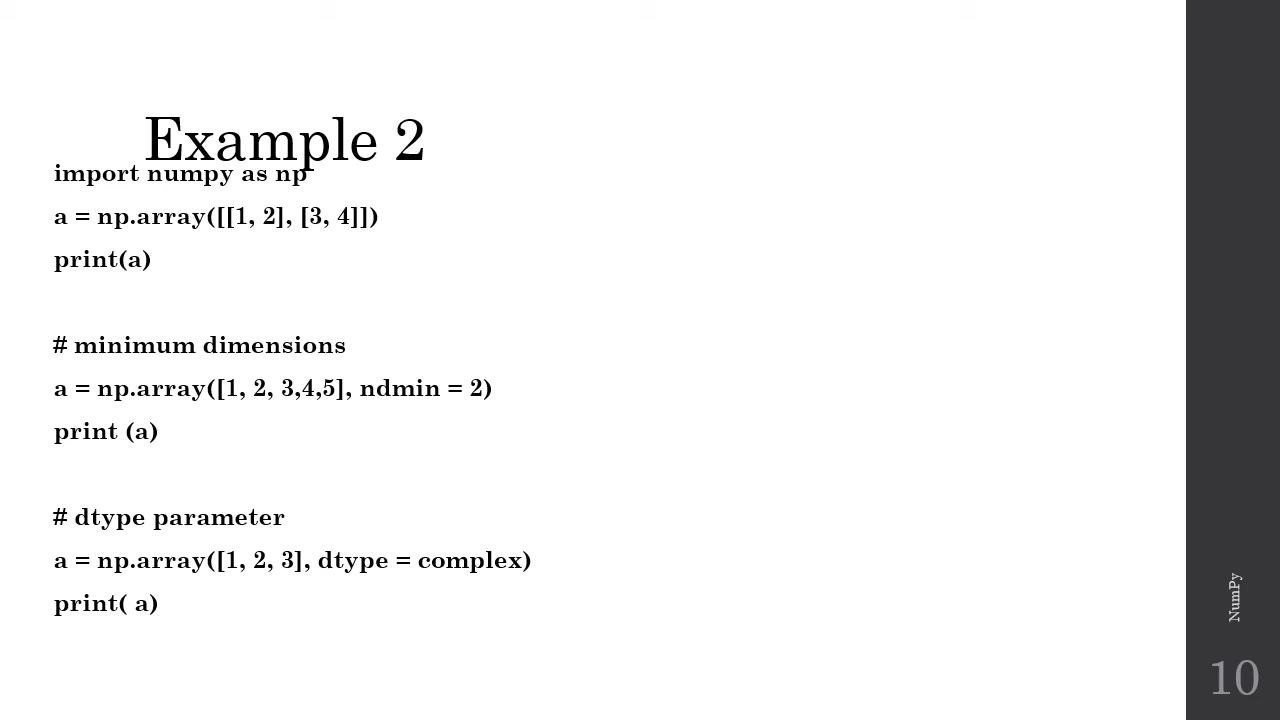 Example 2
import numpy as np
a = np.array([[1, 2], [3, 4]])
print(a)
# minimum dimensions
a = np.array([1, 2, 3,4,5], ndmin = 2)
print (a)
# dtype parameter
a = np.array([1, 2, 3], dtype = complex)
print( a)
NumPy
10